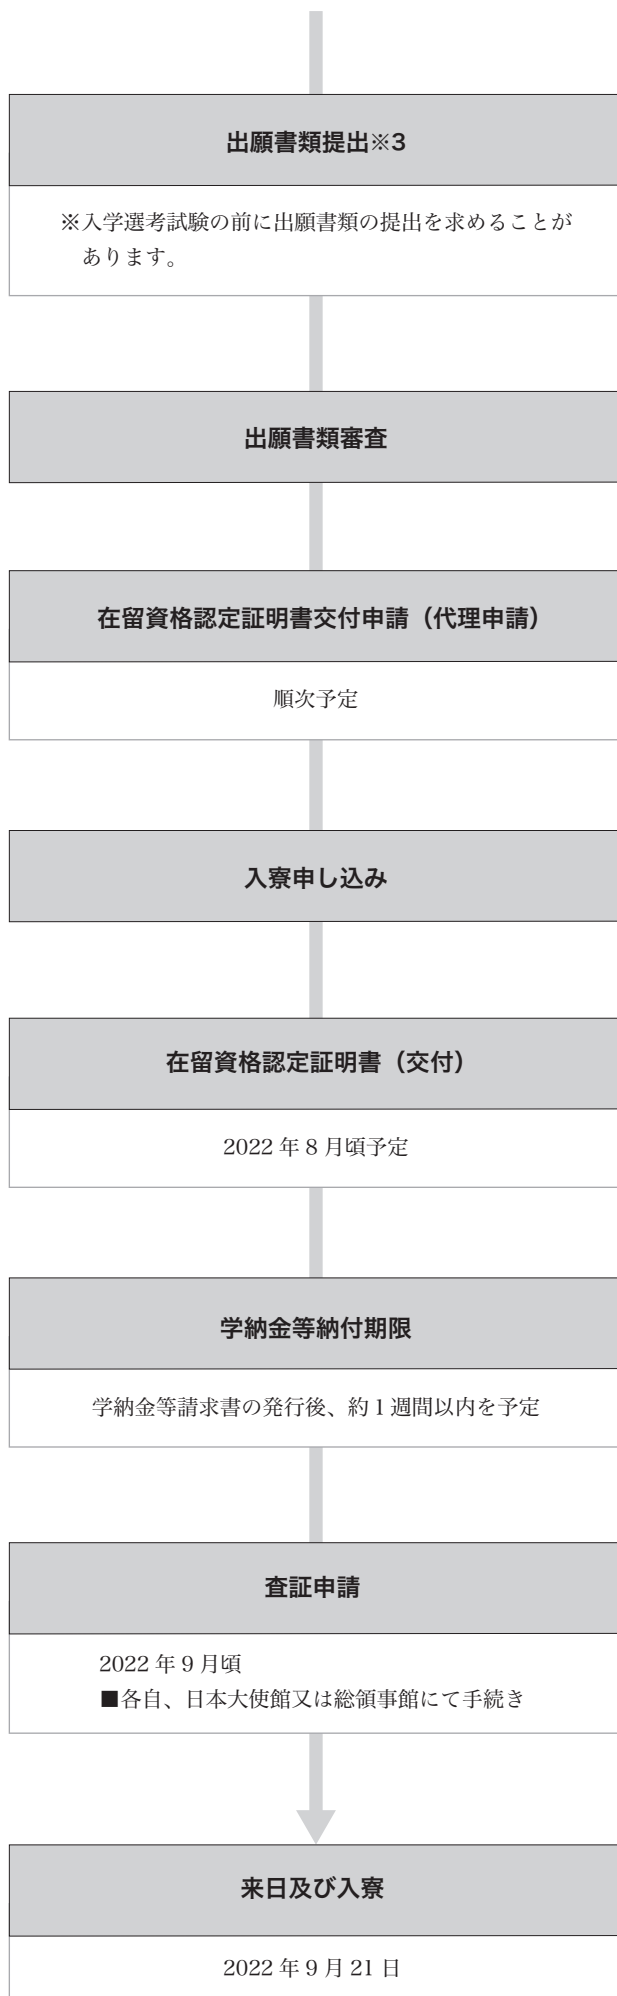 出願書類提出※3
※入学選考試験の前に出願書類の提出を求めることが
あります。
出願書類審査
在留資格認定証明書交付申請（代理申請）
順次予定
入寮申し込み
在留資格認定証明書（交付）
2022 年 8 月頃予定
学納金等納付期限
学納金等請求書の発行後、約 1 週間以内を予定
査証申請
2022 年 9 月頃
■各自、日本大使館又は総領事館にて手続き
来日及び入寮
2022 年 9 月 21 日